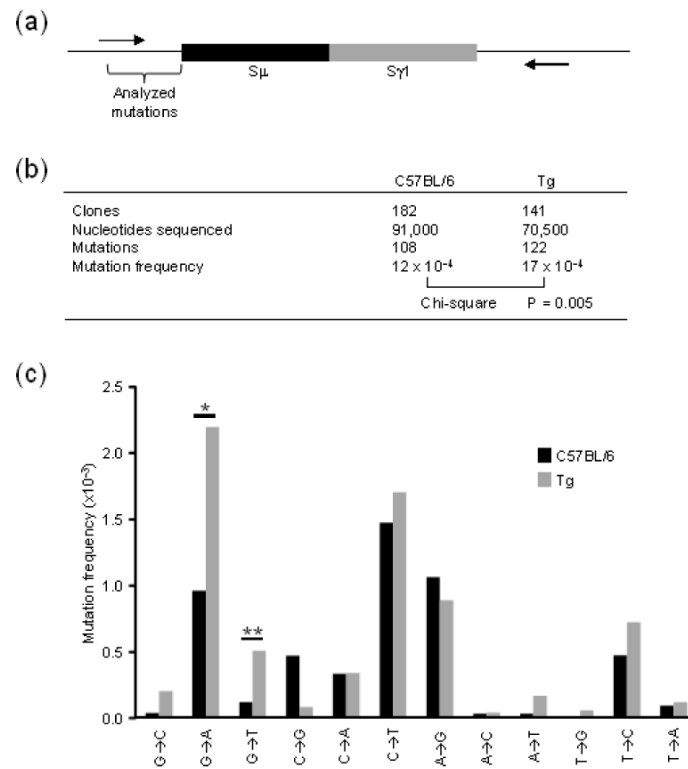 (a)
Sμ Sγ1
Analyzed
mutations
(b)
C57BL/6 Tg
Clones 182 141
Nucleotides sequenced 91,000 70,500
Mutations 108 122
Mutation frequency 12 x 10⁻⁴ 17 x 10⁻⁴
Chi-square P = 0.005
(c)
Mutation frequency (x10⁻³)
2.5
2.0
1.5
1.0
0.5
0.0
*
**
C57BL/6
Tg
G→C G→A G→T C→G C→A C→T A→G A→C A→T T→G T→C T→A